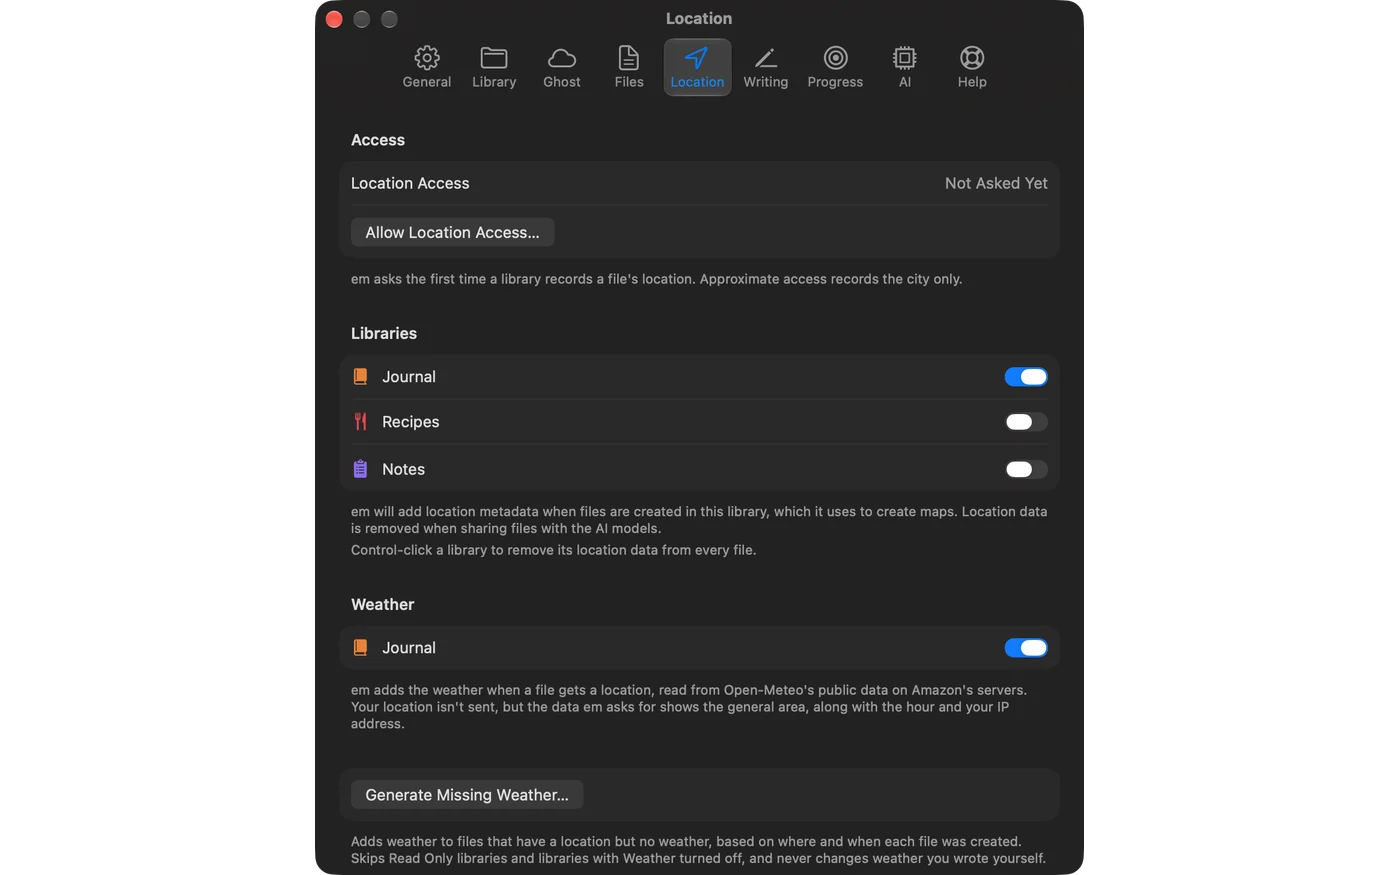 Location
General
Library
Ghost
Files
Location
Writing
Progress
AI
Help
Access
Location Access
Not Asked Yet
Allow Location Access...
em asks the first time a library records a file's location. Approximate access records the city only.
Libraries
Journal
Recipes
Notes
em will add location metadata when files are created in this library, which it uses to create maps. Location data
is removed when sharing files with the AI models.
Control-click a library to remove its location data from every file.
Weather
Journal
em adds the weather when a file gets a location, read from Open-Meteo's public data on Amazon's servers.
Your location isn't sent, but the data em asks for shows the general area, along with the hour and your IP
address.
Generate Missing Weather...
Adds weather to files that have a location but no weather, based on where and when each file was created.
Skips Read Only libraries and libraries with Weather turned off, and never changes weather you wrote yourself.